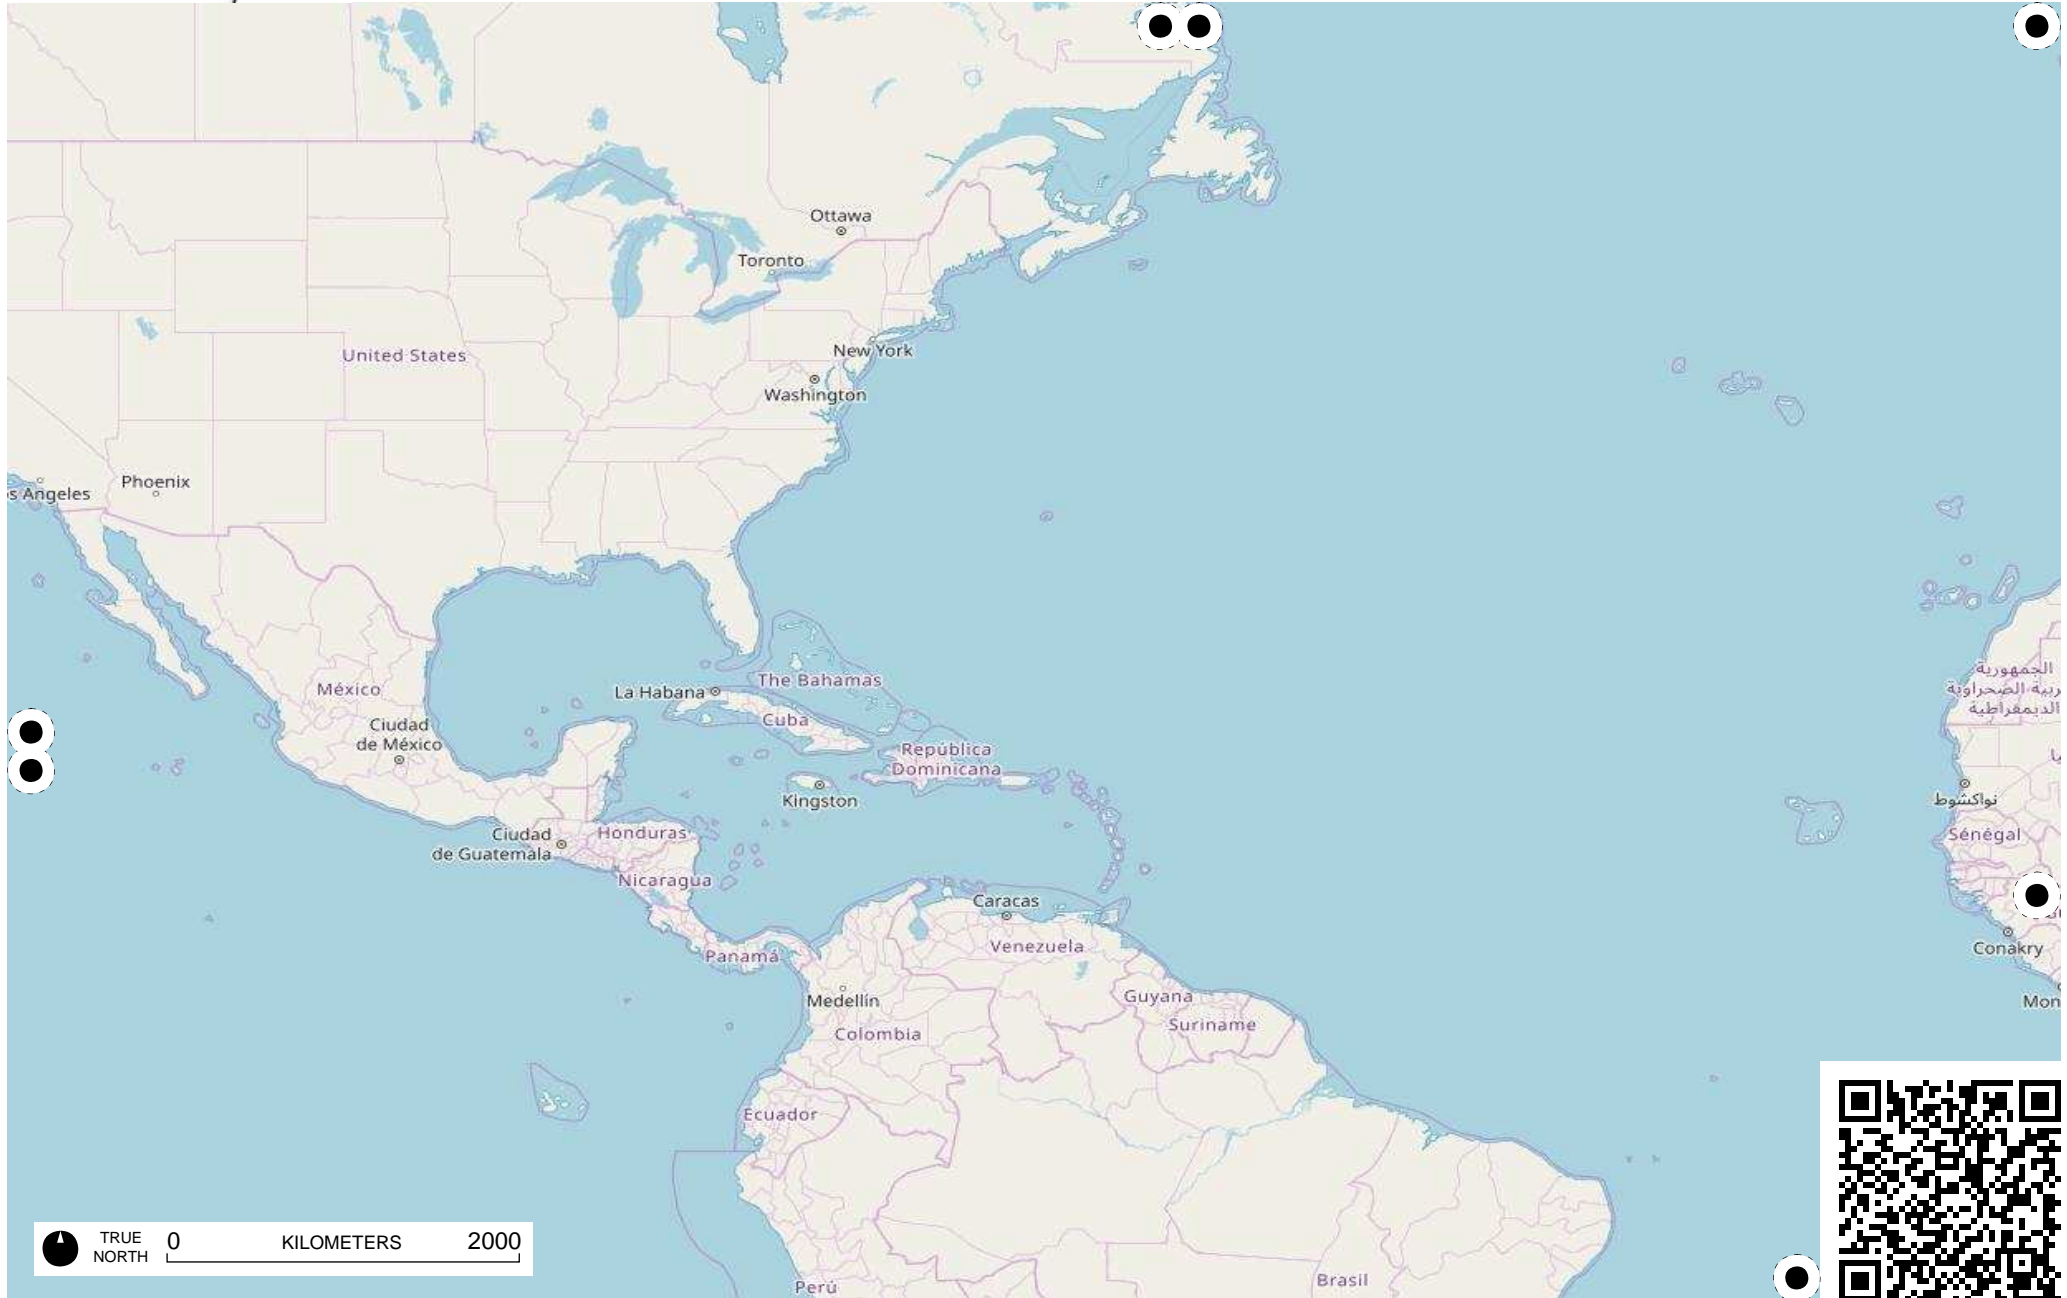 Ottawa
Toronto
New York
United States
Washington
os Angeles
Phoenix
La Habana
The Bahamas
México
Cuba
Ciudad
de México
República
Dominicana
Kingston
الجمهورية
الديمقراطية
نواكشوط
Ciudad
de Guatemala
Honduras
Sénégal
Nicaragua
Caracas
Venezuela
Panamá
Conakry
Medellín
Guyana
Mon
Colombia
Suriname
Ecuador
TRUE
NORTH
0 KILOMETERS 2000
Perú
Brasil